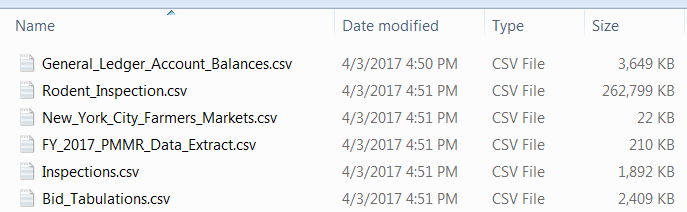 Name Date modified Type Size
General_Ledger_Account_Balances.csv 4/3/2017 4:50 PM CSV File 3,649 KB
Rodent_Inspection.csv 4/3/2017 4:51 PM CSV File 262,799 KB
New_York_City_Farmers_Markets.csv 4/3/2017 4:51 PM CSV File 22 KB
FY_2017_PMMR_Data_Extract.csv 4/3/2017 4:51 PM CSV File 210 KB
Inspections.csv 4/3/2017 4:51 PM CSV File 1,892 KB
Bid_Tabulations.csv 4/3/2017 4:51 PM CSV File 2,409 KB